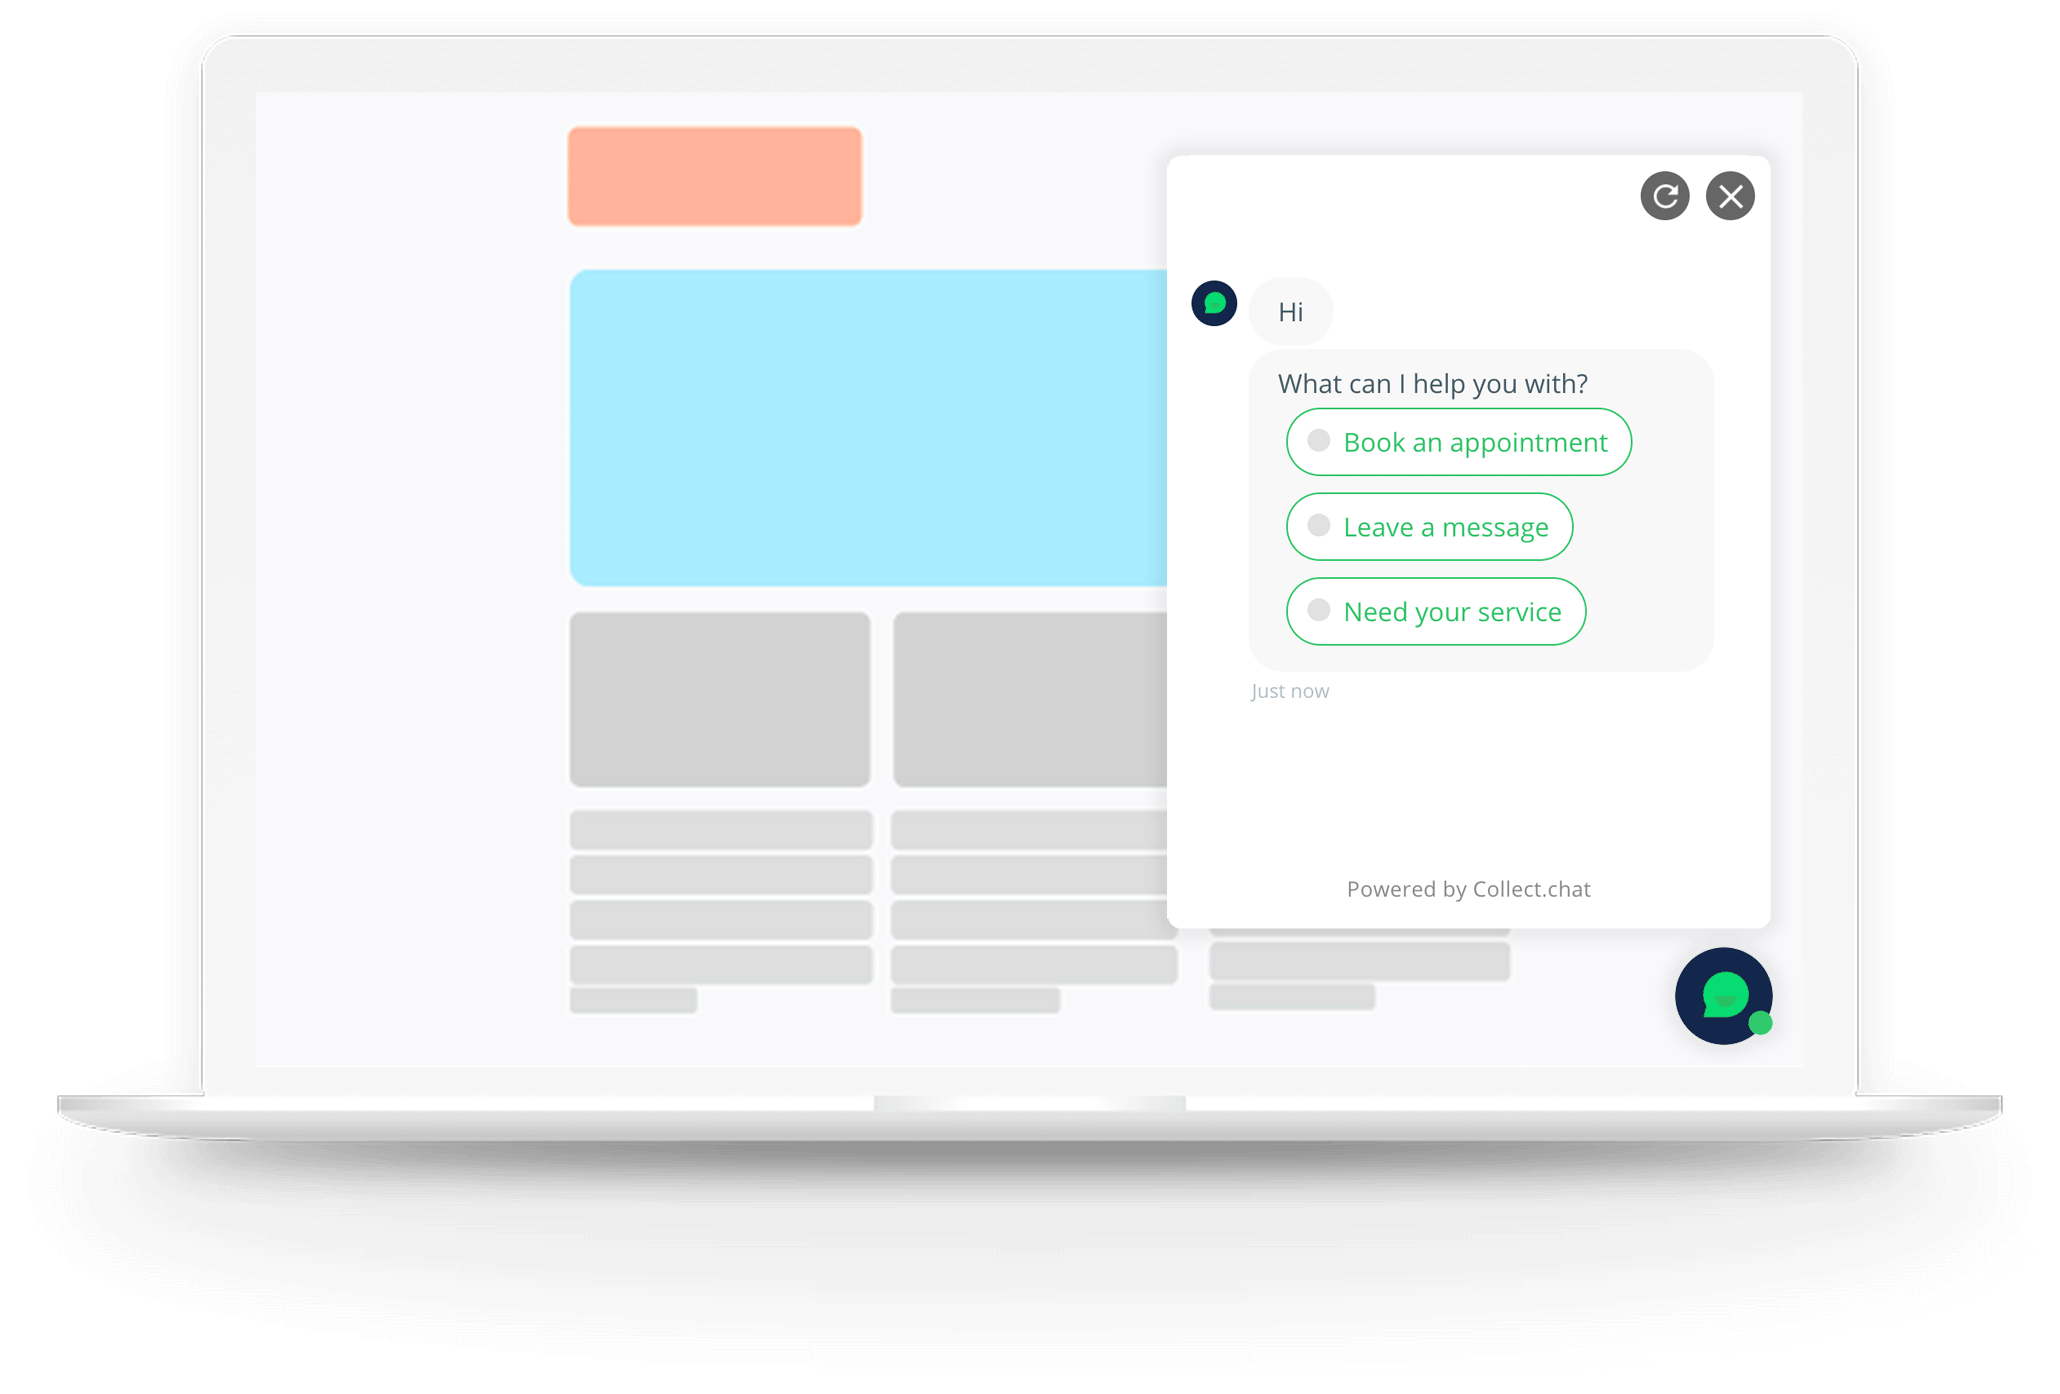 Hi
What can I help you with?
Book an appointment
Leave a message
Need your service
Just now
Powered by Collect.chat